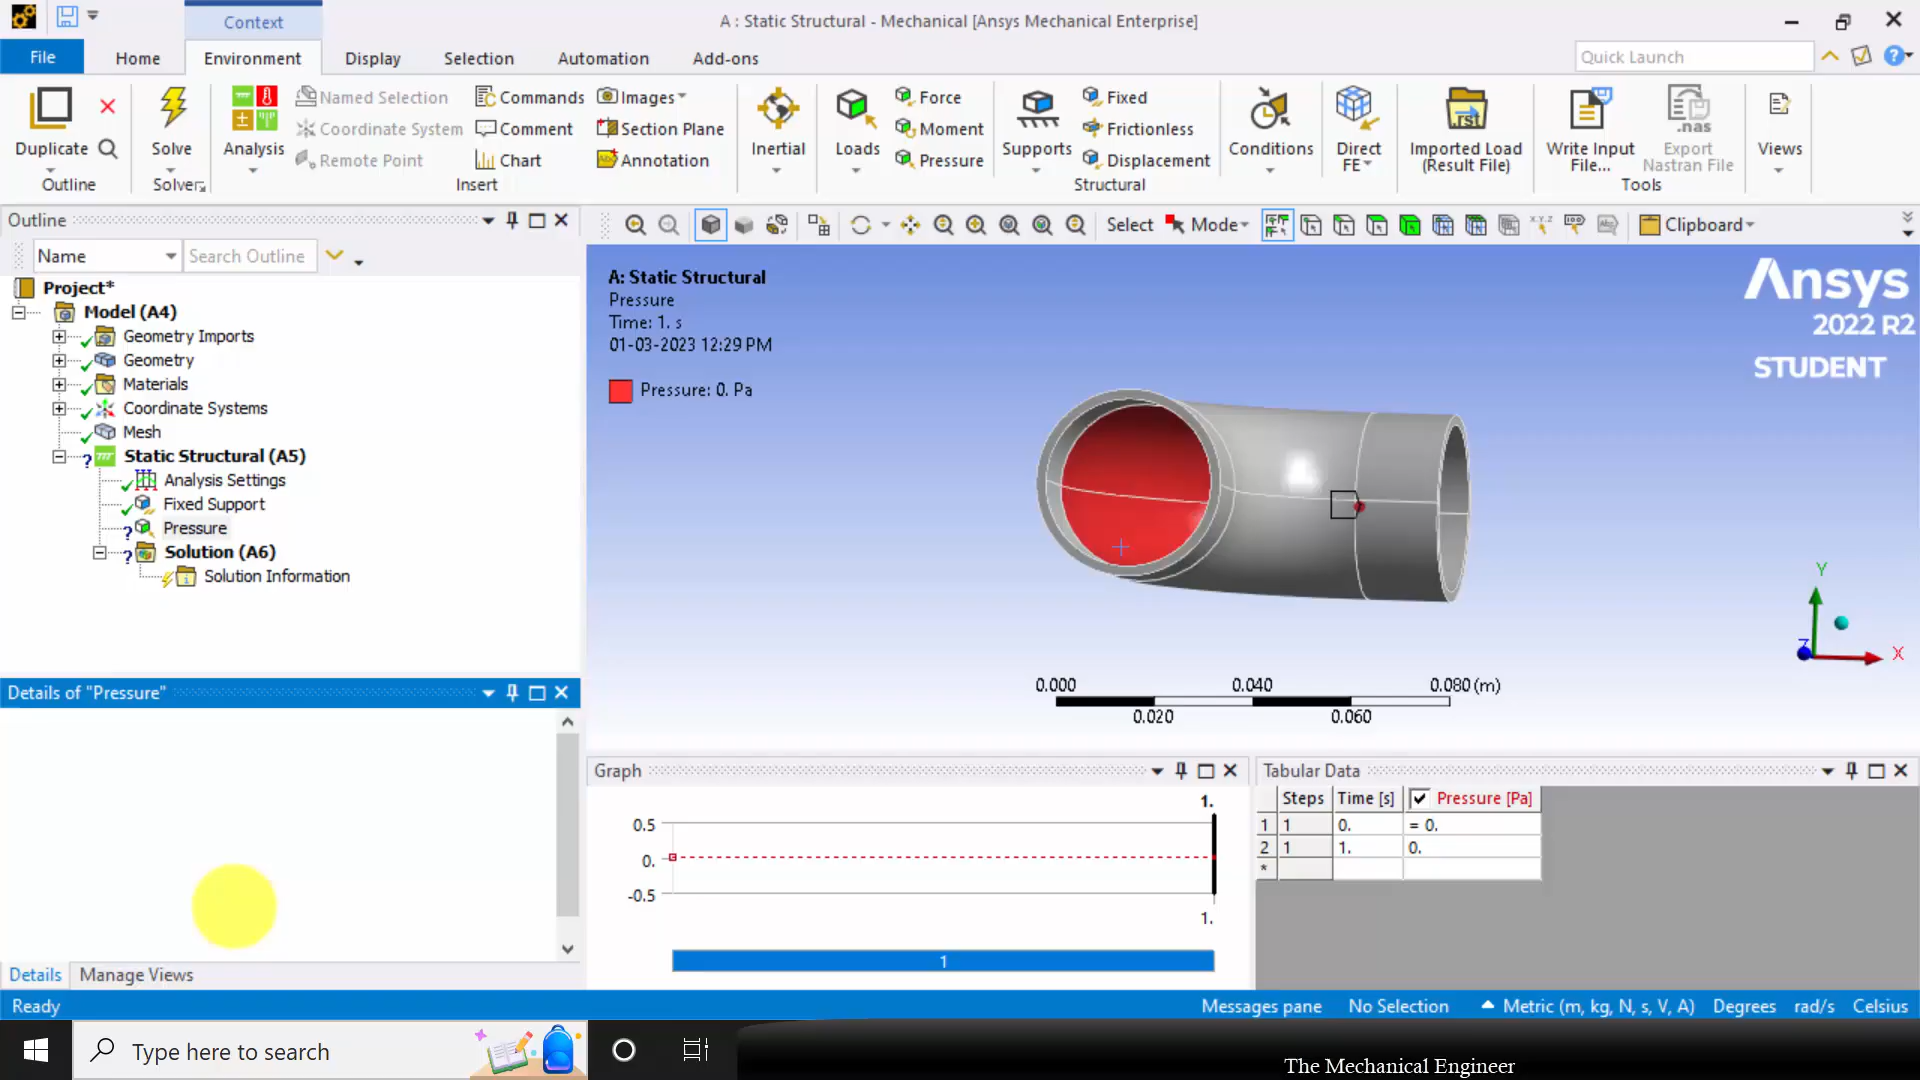 Context
A : Static Structural - Mechanical [Ansys Mechanical Enterprise]
File
Home
Environment
Display
Selection
Automation
Add-ons
Quick Launch
Duplicate
Outline
Solve
Solver
Analysis
Named Selection
Coordinate System
Remote Point
Commands
Comment
Chart
Images
Section Plane
Annotation
Insert
Inertial
Loads
Force
Moment
Pressure
Supports
Fixed
Frictionless
Displacement
Structural
Conditions
Direct
FE
Imported Load
(Result File)
Write Input
File...
.nas
Export
Nastran File
Tools
Views
Outline
Name
Search Outline
Select
Mode
Clipboard
Project*
Model (A4)
Geometry Imports
Geometry
Materials
Coordinate Systems
Mesh
Static Structural (A5)
Analysis Settings
Fixed Support
Pressure
Solution (A6)
Solution Information
A: Static Structural
Pressure
Time: 1. s
01-03-2023 12:29 PM
Pressure: 0. Pa
Ansys
2022 R2
STUDENT
Y
Z
X
0.000
0.040
0.080 (m)
0.020
0.060
Details of "Pressure"
Details
Manage Views
Graph
1.
0.5
0.
-0.5
1.
1
Tabular Data
Steps Time [s] Pressure [Pa]
1 1 0. = 0.
2 1 1. 0.
*
Ready
Messages pane
No Selection
Metric (m, kg, N, s, V, A)
Degrees
rad/s
Celsius
Type here to search
The Mechanical Engineer